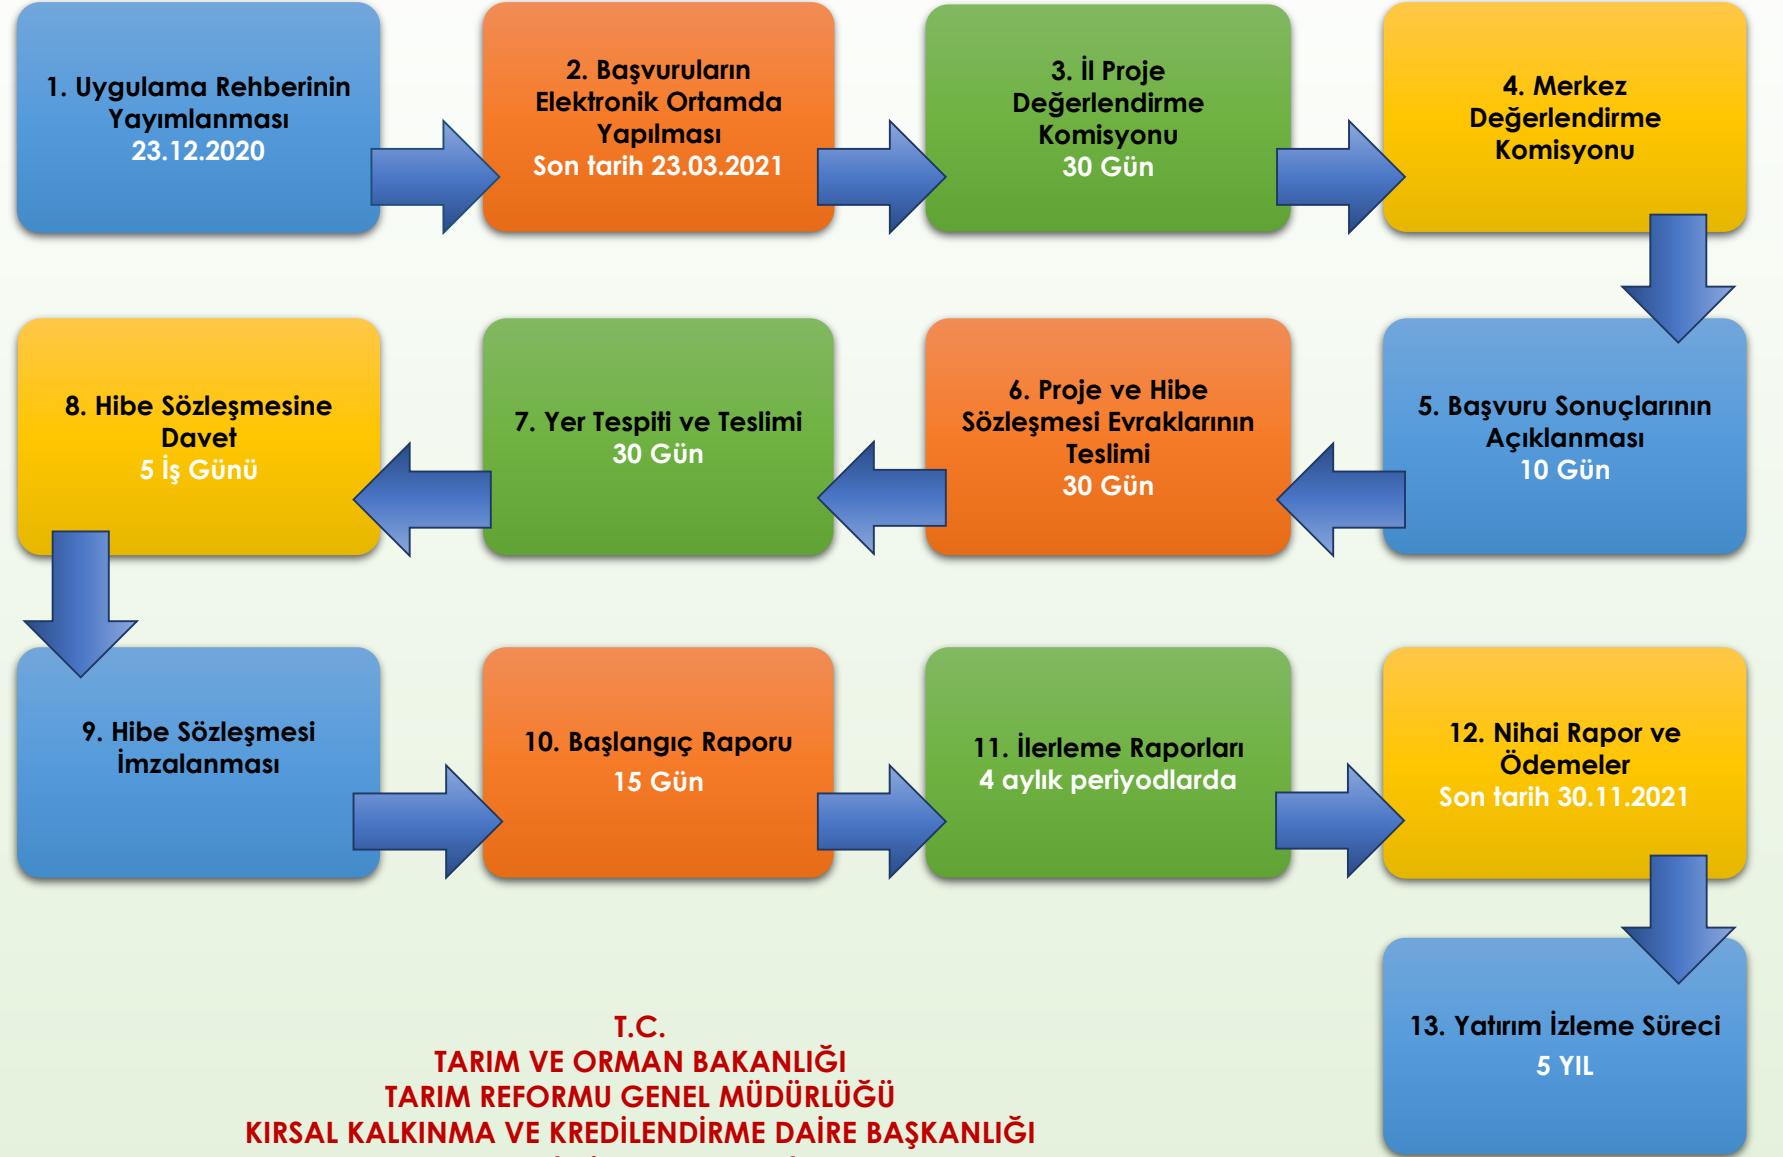 1. Uygulama Rehberinin
Yayımlanması
23.12.2020
2. Başvuruların
Elektronik Ortamda
Yapılması
Son tarih 23.03.2021
3. İl Proje
Değerlendirme
Komisyonu
30 Gün
4. Merkez
Değerlendirme
Komisyonu
5. Başvuru Sonuçlarının
Açıklanması
10 Gün
6. Proje ve Hibe
Sözleşmesi Evraklarının
Teslimi
30 Gün
7. Yer Tespiti ve Teslimi
30 Gün
8. Hibe Sözleşmesine
Davet
5 İş Günü
9. Hibe Sözleşmesi
İmzalanması
10. Başlangıç Raporu
15 Gün
11. İlerleme Raporları
4 aylık periyodlarda
12. Nihai Rapor ve
Ödemeler
Son tarih 30.11.2021
13. Yatırım İzleme Süreci
5 YIL
T.C.
TARIM VE ORMAN BAKANLIĞI
TARIM REFORMU GENEL MÜDÜRLÜĞÜ
KIRSAL KALKINMA VE KREDİLENDİRME DAİRE BAŞKANLIĞI